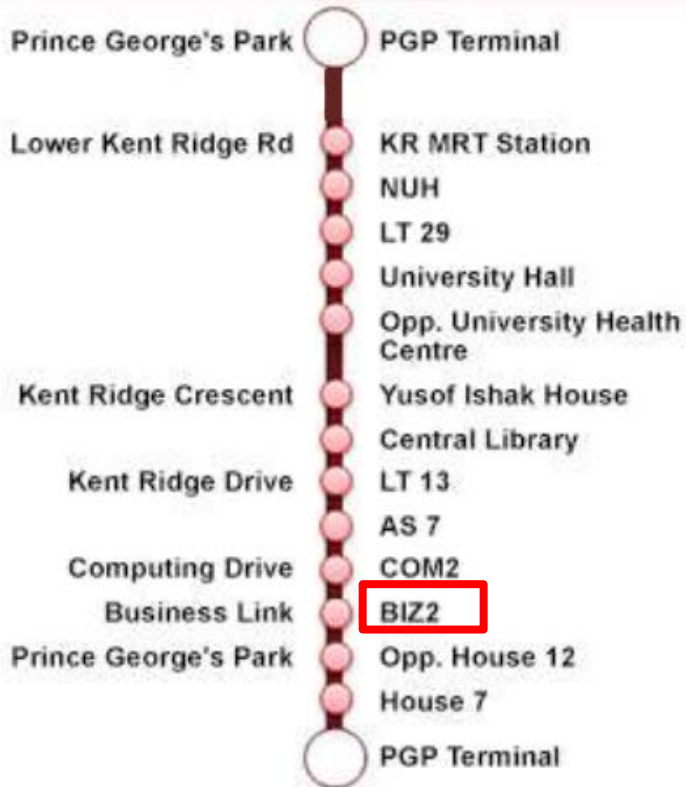 Prince George's Park PGP Terminal
Lower Kent Ridge Rd KR MRT Station
NUH
LT 29
University Hall
Opp. University Health
Centre
Kent Ridge Crescent Yusof Ishak House
Central Library
Kent Ridge Drive LT 13
AS 7
Computing Drive COM2
Business Link BIZ2
Prince George's Park Opp. House 12
House 7
PGP Terminal